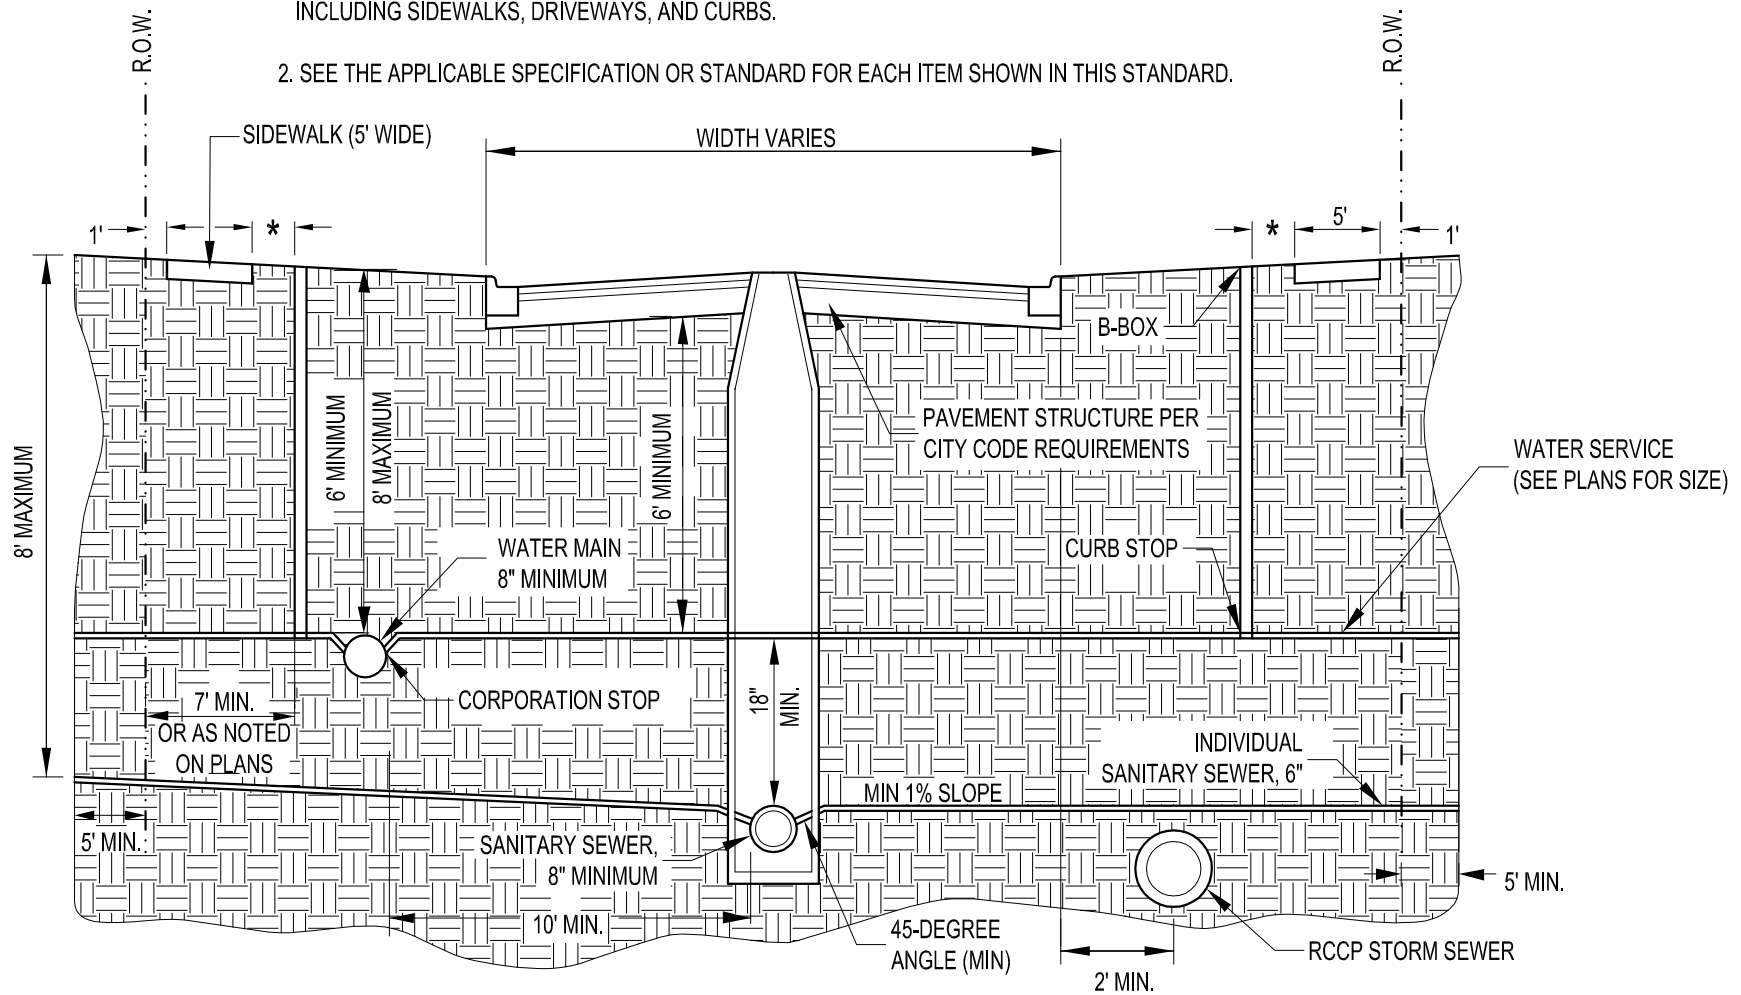 INCLUDING SIDEWALKS, DRIVEWAYS, AND CURBS.
R.O.W.
R.O.W.
2. SEE THE APPLICABLE SPECIFICATION OR STANDARD FOR EACH ITEM SHOWN IN THIS STANDARD.
SIDEWALK (5' WIDE)
WIDTH VARIES
1'
*
*
5'
1'
B-BOX
6' MINIMUM
8' MAXIMUM
6' MINIMUM
PAVEMENT STRUCTURE PER
CITY CODE REQUIREMENTS
WATER SERVICE
(SEE PLANS FOR SIZE)
8' MAXIMUM
WATER MAIN
8" MINIMUM
CURB STOP
CORPORATION STOP
18"
MIN.
7' MIN.
OR AS NOTED
ON PLANS
INDIVIDUAL
SANITARY SEWER, 6"
MIN 1% SLOPE
5' MIN.
SANITARY SEWER,
8" MINIMUM
5' MIN.
10' MIN.
45-DEGREE
ANGLE (MIN)
RCCP STORM SEWER
2' MIN.